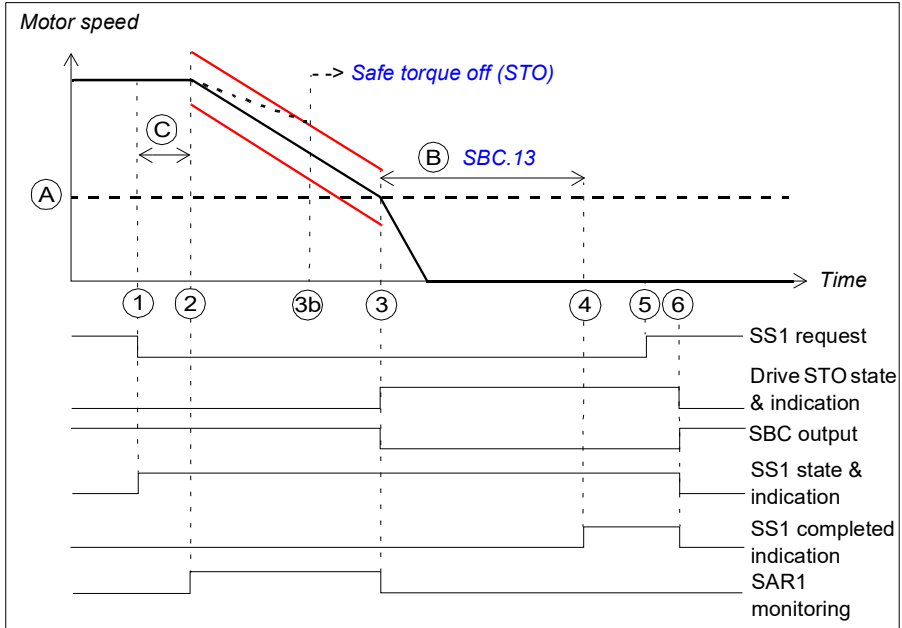 Motor speed
Safe torque off (STO)
C
B SBC.13
A
Time
1 2 3b 3 4 5 6
SS1 request
Drive STO state
& indication
SBC output
SS1 state &
indication
SS1 completed
indication
SAR1
monitoring